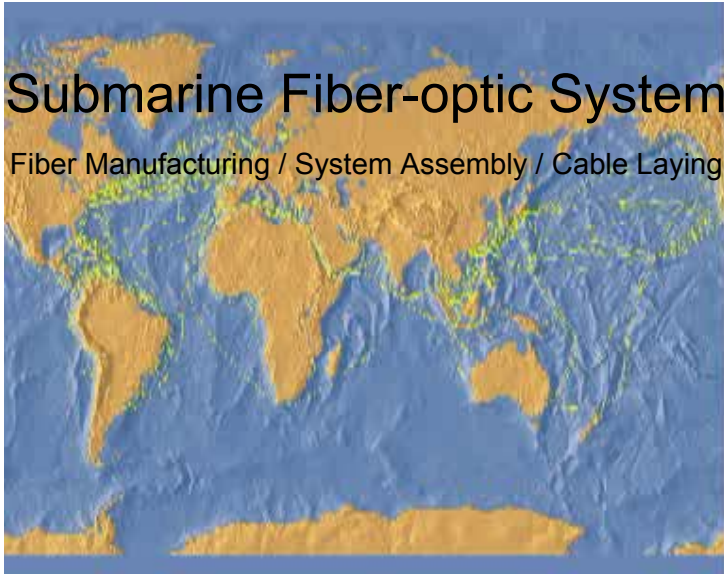 Submarine Fiber-optic System
Fiber Manufacturing / System Assembly / Cable Laying